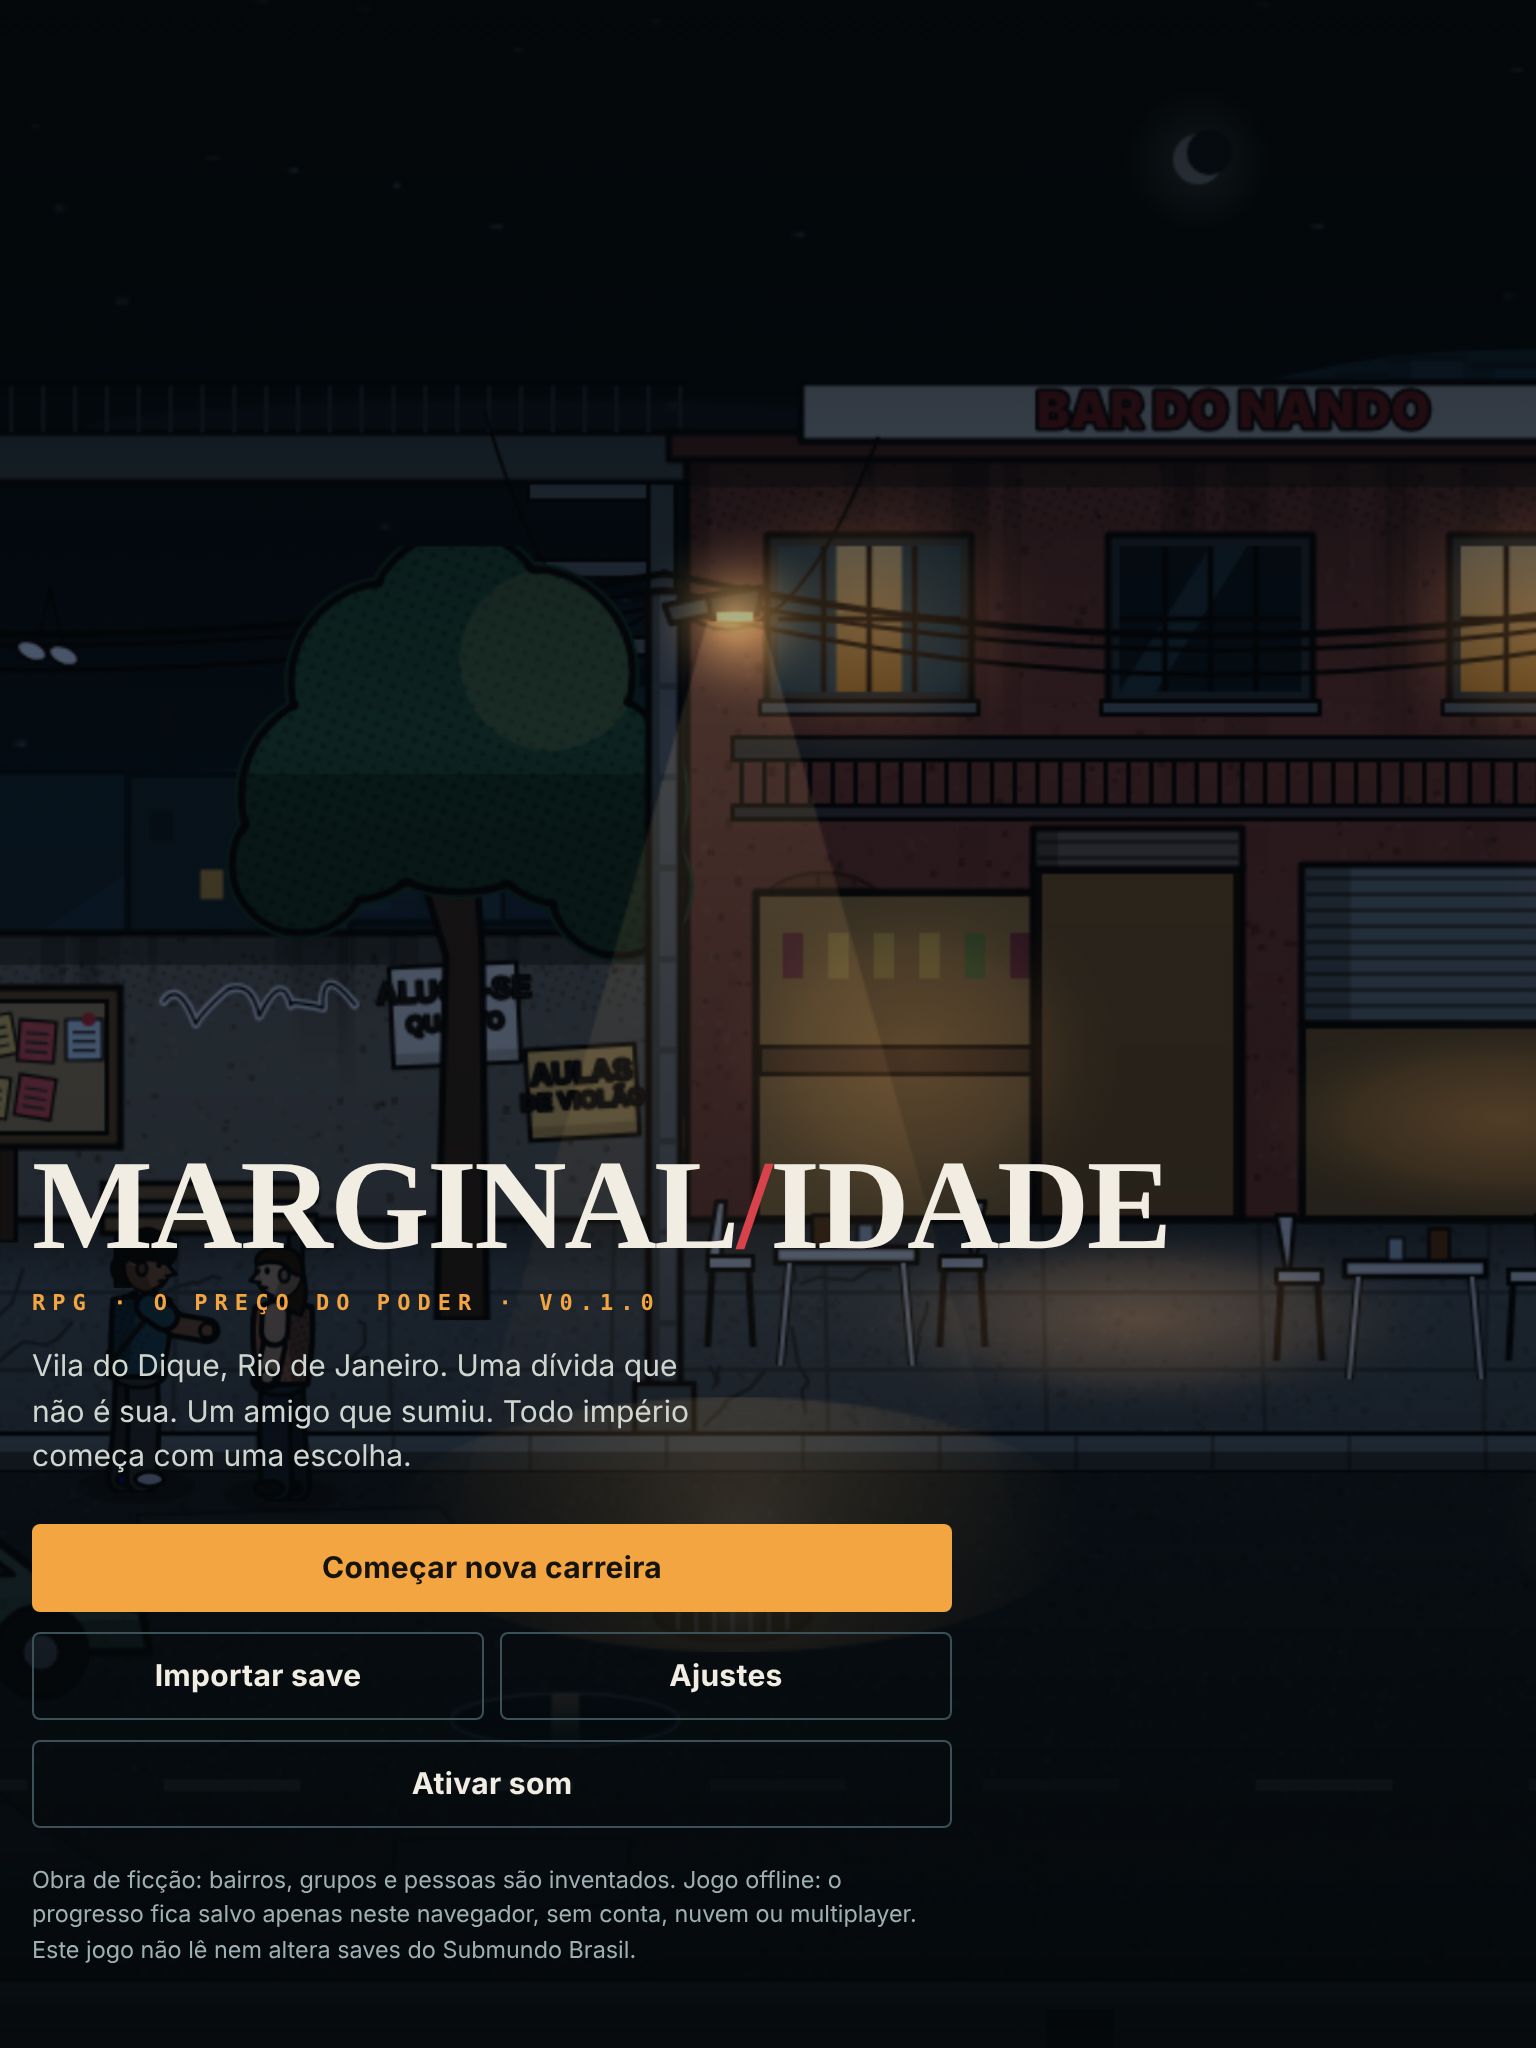 BAR DO NANDO
AULAS
DE VIOLÃO
MARGINAL/IDADE
RPG · O PREÇO DO PODER · V0.1.0
Vila do Dique, Rio de Janeiro. Uma dívida que
não é sua. Um amigo que sumiu. Todo império
começa com uma escolha.
Começar nova carreira
Importar save
Ajustes
Ativar som
Obra de ficção: bairros, grupos e pessoas são inventados. Jogo offline: o
progresso fica salvo apenas neste navegador, sem conta, nuvem ou multiplayer.
Este jogo não lê nem altera saves do Submundo Brasil.